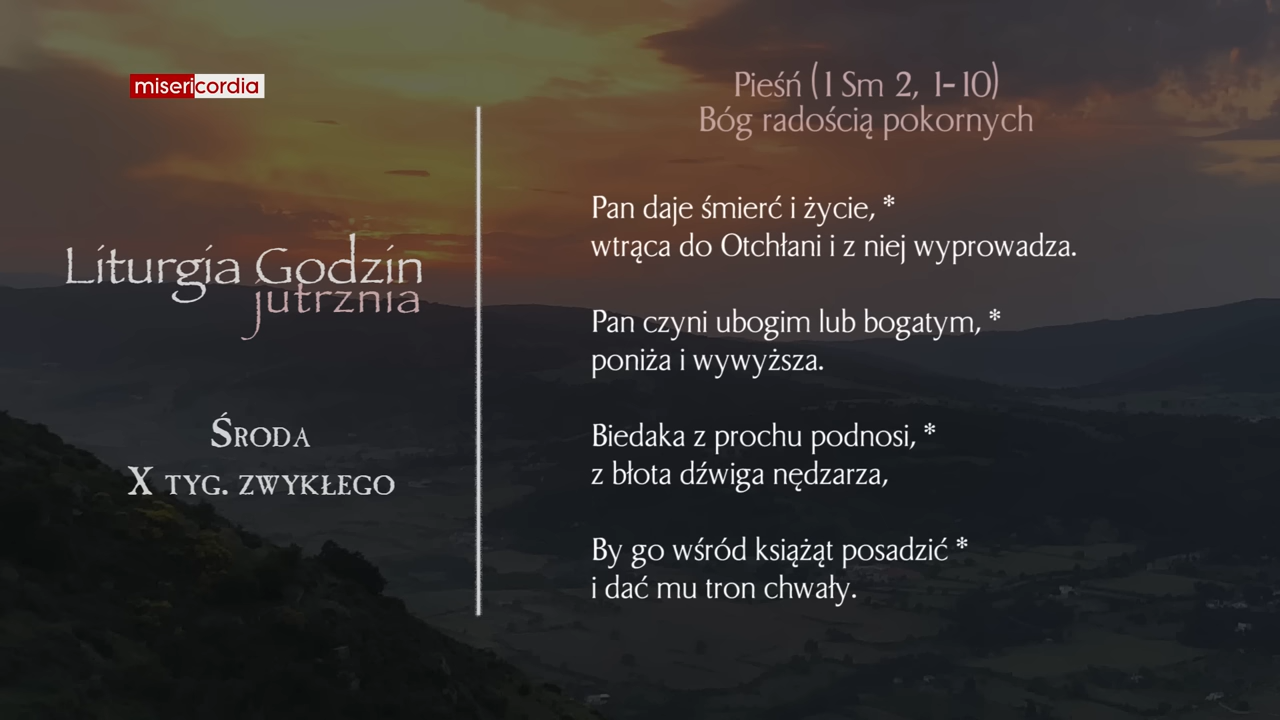 misericordia
Liturgia Godzin
jutrznia
Środa
X tyg. zwykłego
Pieśń (1 Sm 2, 1-10)
Bóg radością pokornych
Pan daje śmierć i życie, *
wtrąca do Otchłani i z niej wyprowadza.
Pan czyni ubogim lub bogatym, *
poniża i wywyższa.
Biedaka z prochu podnosi, *
z błota dźwiga nędzarza,
By go wśród książąt posadzić *
i dać mu tron chwały.